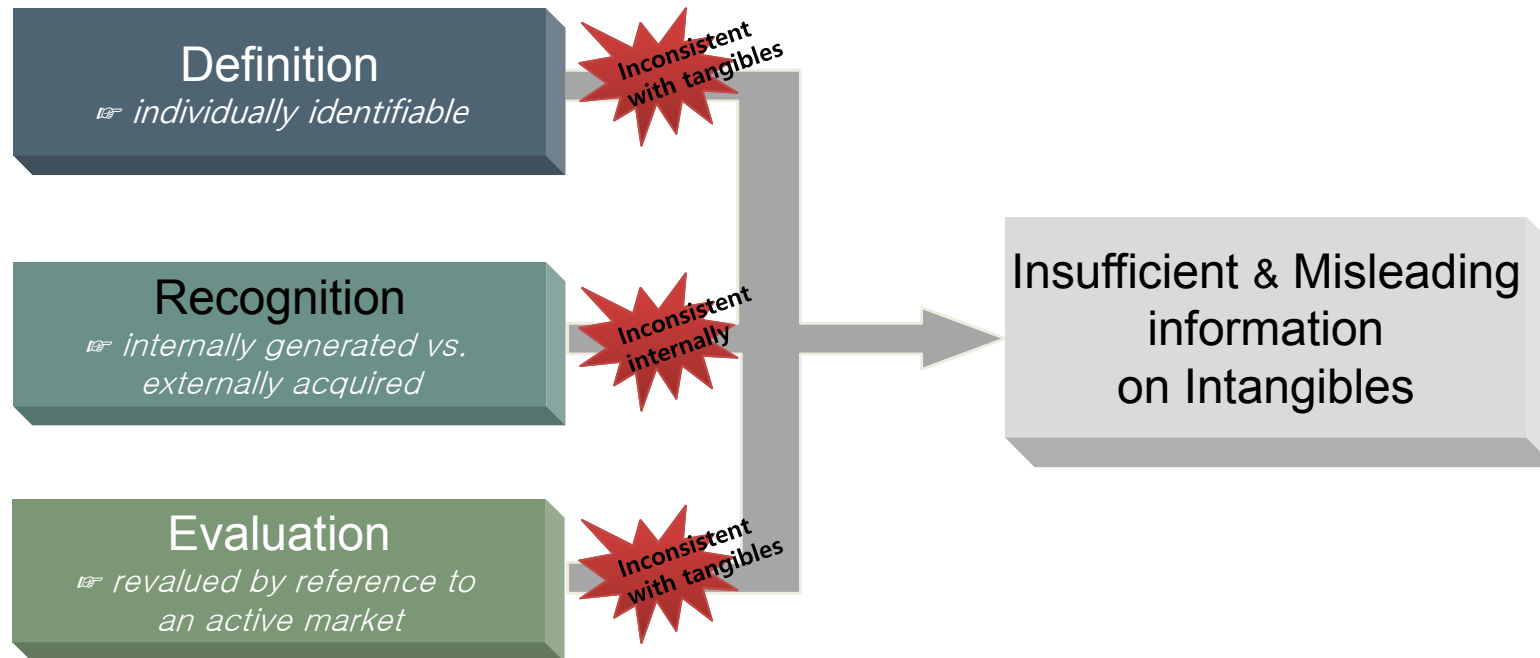 Definition
☞ individually identifiable
Inconsistent
with tangibles
Recognition
☞ internally generated vs.
externally acquired
Inconsistent
internally
Evaluation
☞ revalued by reference to
an active market
Inconsistent
with tangibles
Insufficient & Misleading
information
on Intangibles